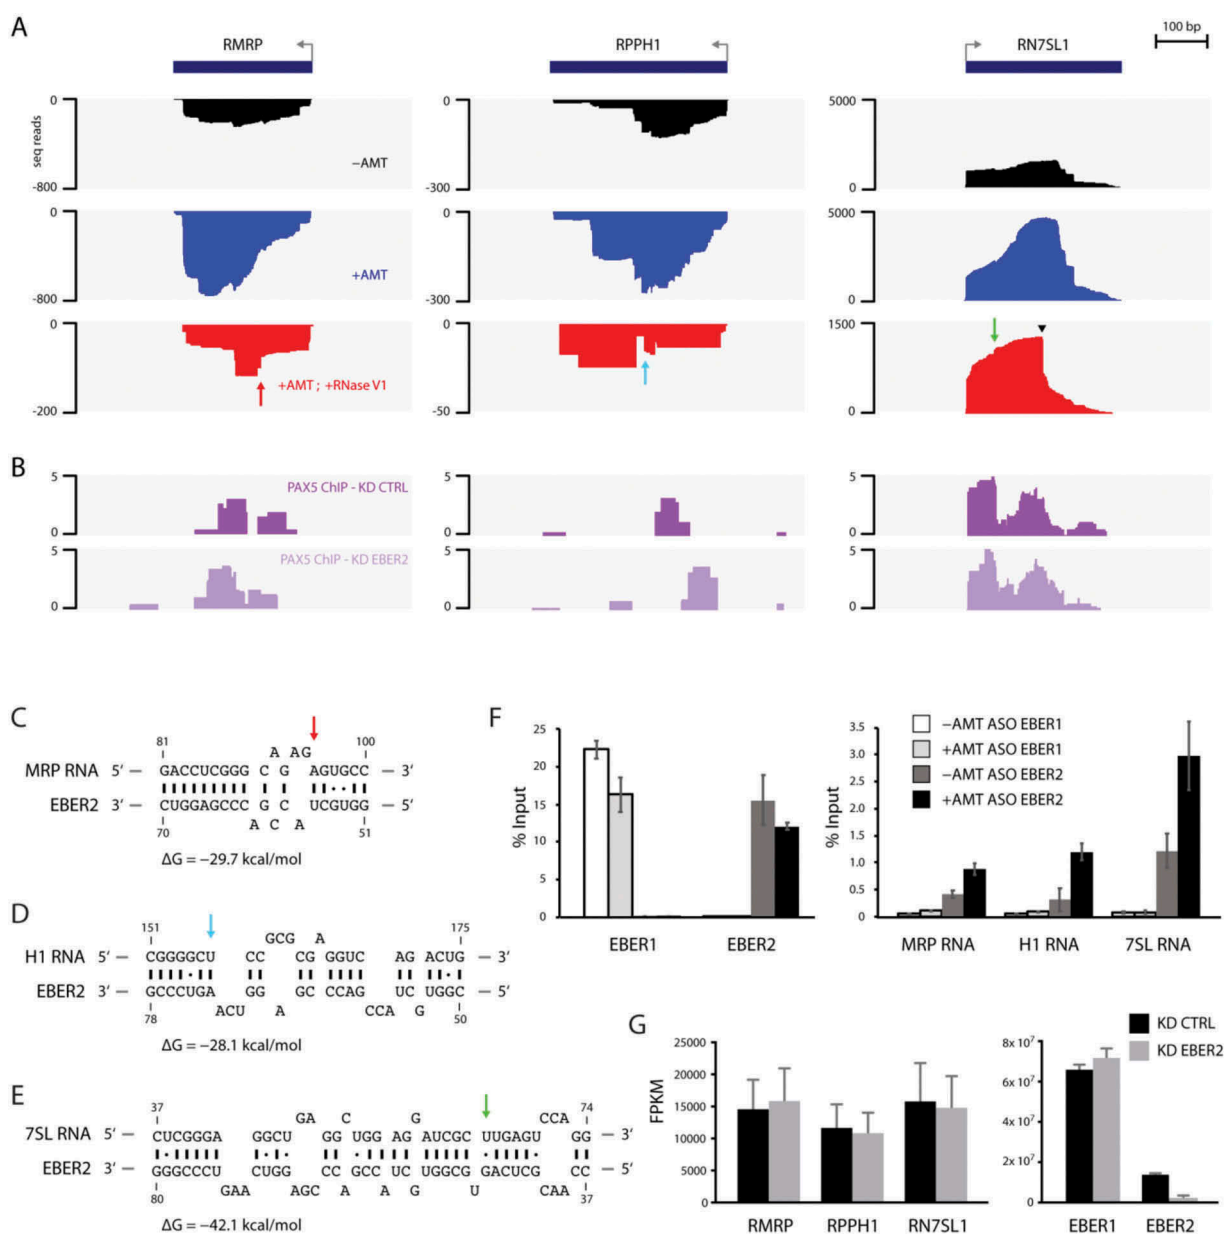 A
RMRP
RPPH1
RN7SL1
100 bp
seq reads
0
-800
−AMT
0
-300
5000
0
0
-800
+AMT
0
-300
5000
0
0
-200
+AMT ; +RNase V1
0
-50
1500
0
B
5
0
PAX5 ChIP - KD CTRL
5
0
5
0
5
0
PAX5 ChIP - KD EBER2
5
0
5
0
C
81
A AG
100
MRP RNA 5′ — GACCUCGGG C G AGUGCC — 3′
EBER2 3′ — CUGGAGCCC G C UCGUGG — 5′
70
A C A
51
ΔG = −29.7 kcal/mol
D
151
GCG A
175
H1 RNA 5′ — CGGGGCU CC CG GGUC AG ACUG — 3′
EBER2 3′ — GCCCUGA GG GC CCAG UC UGGC — 5′
78
ACU A CCA G
50
ΔG = −28.1 kcal/mol
E
37
GA C G CCA
74
7SL RNA 5′ — CUCGGGA GGCU GG UGG AG AUCGC UUGAGU GG — 3′
EBER2 3′ — GGGCCCU CUGG CC GCC UC UGGCG GACUCG CC — 5′
80
GAA AGC A A G U CAA
37
ΔG = −42.1 kcal/mol
F
% Input
25
20
15
10
5
0
EBER1
EBER2
% Input
3.5
3.0
2.5
2.0
1.5
1.0
0.5
0
−AMT ASO EBER1
+AMT ASO EBER1
−AMT ASO EBER2
+AMT ASO EBER2
MRP RNA
H1 RNA
7SL RNA
G
FPKM
25000
20000
15000
10000
5000
0
RMRP
RPPH1
RN7SL1
8x 10⁷
6x 10⁷
4x 10⁷
2x 10⁷
0
KD CTRL
KD EBER2
EBER1
EBER2